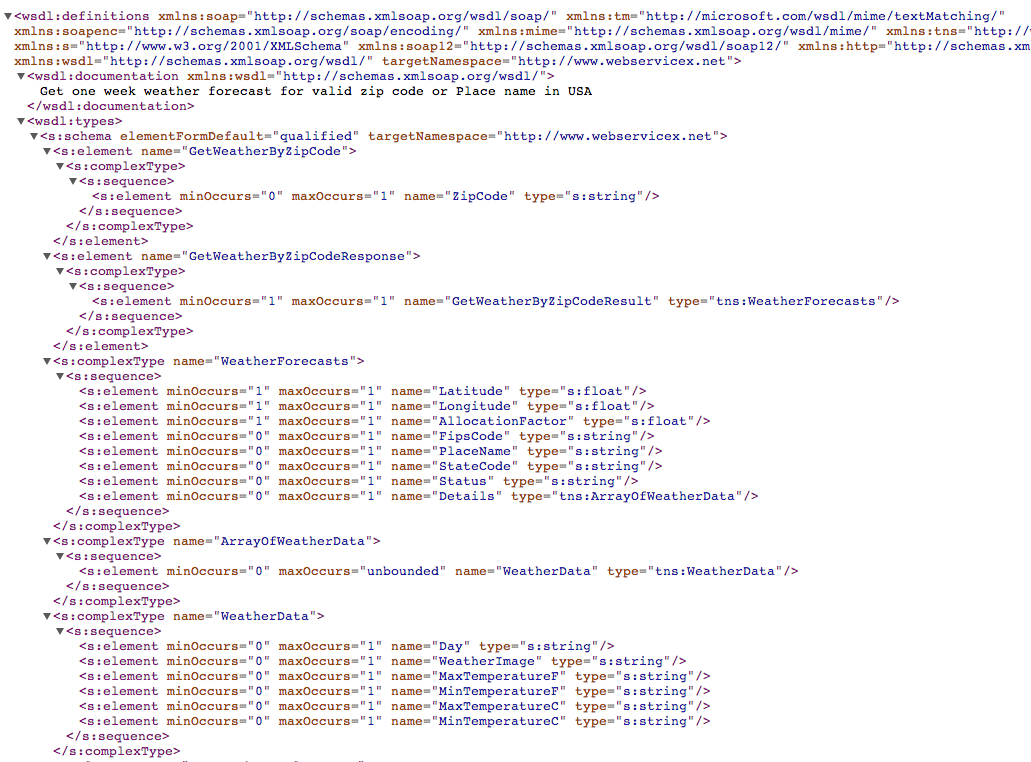 ▼<wsdl:definitions xmlns:soap="http://schemas.xmlsoap.org/wsdl/soap/" xmlns:tm="http://microsoft.com/wsdl/mime/textMatching/"
xmlns:soapenc="http://schemas.xmlsoap.org/soap/encoding/" xmlns:mime="http://schemas.xmlsoap.org/wsdl/mime/" xmlns:tns="http:/
xmlns:s="http://www.w3.org/2001/XMLSchema" xmlns:soap12="http://schemas.xmlsoap.org/wsdl/soap12/" xmlns:http="http://schemas.xm
xmlns:wsdl="http://schemas.xmlsoap.org/wsdl/" targetNamespace="http://www.webservicex.net">
▼<wsdl:documentation xmlns:wsdl="http://schemas.xmlsoap.org/wsdl/">
Get one week weather forecast for valid zip code or Place name in USA
</wsdl:documentation>
▼<wsdl:types>
▼<s:schema elementFormDefault="qualified" targetNamespace="http://www.webservicex.net">
▼<s:element name="GetWeatherByZipCode">
▼<s:complexType>
▼<s:sequence>
<s:element minOccurs="0" maxOccurs="1" name="ZipCode" type="s:string"/>
</s:sequence>
</s:complexType>
</s:element>
▼<s:element name="GetWeatherByZipCodeResponse">
▼<s:complexType>
▼<s:sequence>
<s:element minOccurs="1" maxOccurs="1" name="GetWeatherByZipCodeResult" type="tns:WeatherForecasts"/>
</s:sequence>
</s:complexType>
</s:element>
▼<s:complexType name="WeatherForecasts">
▼<s:sequence>
<s:element minOccurs="1" maxOccurs="1" name="Latitude" type="s:float"/>
<s:element minOccurs="1" maxOccurs="1" name="Longitude" type="s:float"/>
<s:element minOccurs="1" maxOccurs="1" name="AllocationFactor" type="s:float"/>
<s:element minOccurs="0" maxOccurs="1" name="FipsCode" type="s:string"/>
<s:element minOccurs="0" maxOccurs="1" name="PlaceName" type="s:string"/>
<s:element minOccurs="0" maxOccurs="1" name="StateCode" type="s:string"/>
<s:element minOccurs="0" maxOccurs="1" name="Status" type="s:string"/>
<s:element minOccurs="0" maxOccurs="1" name="Details" type="tns:ArrayOfWeatherData"/>
</s:sequence>
</s:complexType>
▼<s:complexType name="ArrayOfWeatherData">
▼<s:sequence>
<s:element minOccurs="0" maxOccurs="unbounded" name="WeatherData" type="tns:WeatherData"/>
</s:sequence>
</s:complexType>
▼<s:complexType name="WeatherData">
▼<s:sequence>
<s:element minOccurs="0" maxOccurs="1" name="Day" type="s:string"/>
<s:element minOccurs="0" maxOccurs="1" name="WeatherImage" type="s:string"/>
<s:element minOccurs="0" maxOccurs="1" name="MaxTemperatureF" type="s:string"/>
<s:element minOccurs="0" maxOccurs="1" name="MinTemperatureF" type="s:string"/>
<s:element minOccurs="0" maxOccurs="1" name="MaxTemperatureC" type="s:string"/>
<s:element minOccurs="0" maxOccurs="1" name="MinTemperatureC" type="s:string"/>
</s:sequence>
</s:complexType>